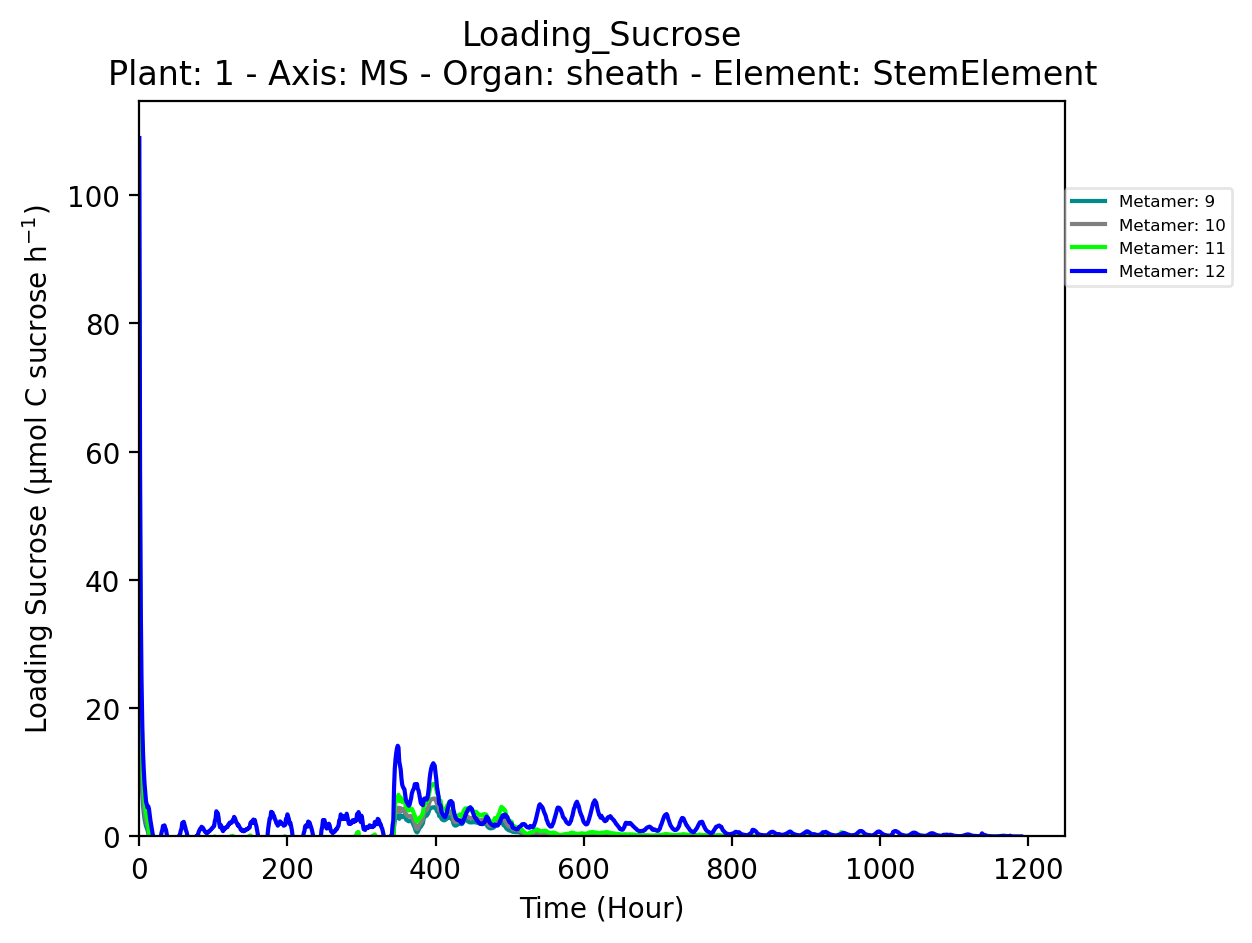 Loading_Sucrose
Plant: 1 - Axis: MS - Organ: sheath - Element: StemElement
Loading Sucrose (µmol C sucrose h⁻¹)
100
80
60
40
20
0
0 200 400 600 800 1000 1200
Time (Hour)
Metamer: 9
Metamer: 10
Metamer: 11
Metamer: 12